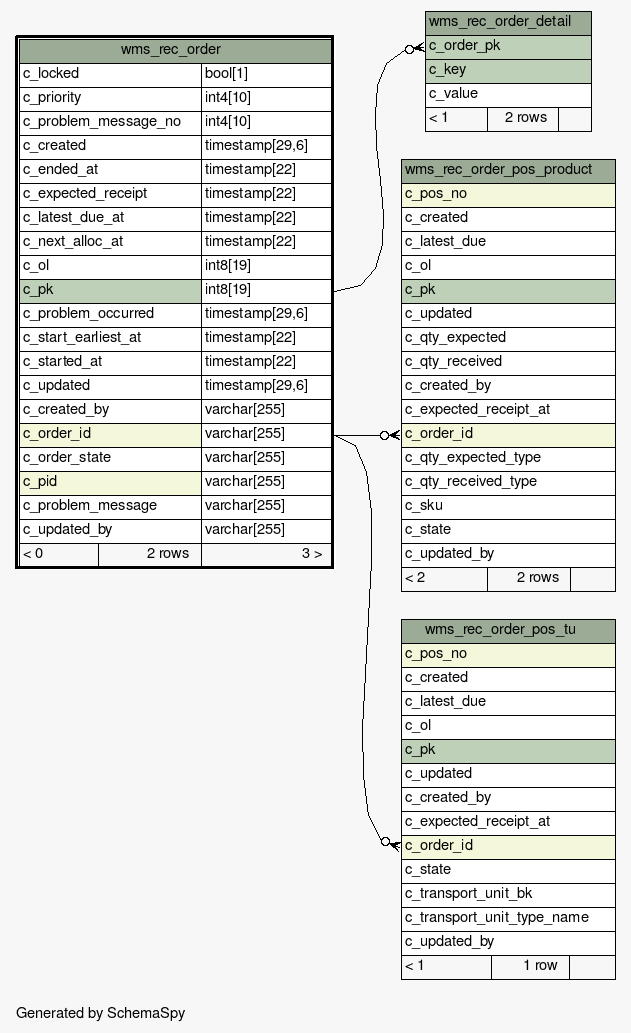 wms_rec_order
c_locked bool[1]
c_priority int4[10]
c_problem_message_no int4[10]
c_created timestamp[29,6]
c_ended_at timestamp[22]
c_expected_receipt timestamp[22]
c_latest_due_at timestamp[22]
c_next_alloc_at timestamp[22]
c_ol int8[19]
c_pk int8[19]
c_problem_occurred timestamp[29,6]
c_start_earliest_at timestamp[22]
c_started_at timestamp[22]
c_updated timestamp[29,6]
c_created_by varchar[255]
c_order_id varchar[255]
c_order_state varchar[255]
c_pid varchar[255]
c_problem_message varchar[255]
c_updated_by varchar[255]
< 0 2 rows 3 >
wms_rec_order_detail
c_order_pk
c_key
c_value
< 1 2 rows
wms_rec_order_pos_product
c_pos_no
c_created
c_latest_due
c_ol
c_pk
c_updated
c_qty_expected
c_qty_received
c_created_by
c_expected_receipt_at
c_order_id
c_qty_expected_type
c_qty_received_type
c_sku
c_state
c_updated_by
< 2 2 rows
wms_rec_order_pos_tu
c_pos_no
c_created
c_latest_due
c_ol
c_pk
c_updated
c_created_by
c_expected_receipt_at
c_order_id
c_state
c_transport_unit_bk
c_transport_unit_type_name
c_updated_by
< 1 1 row
Generated by SchemaSpy